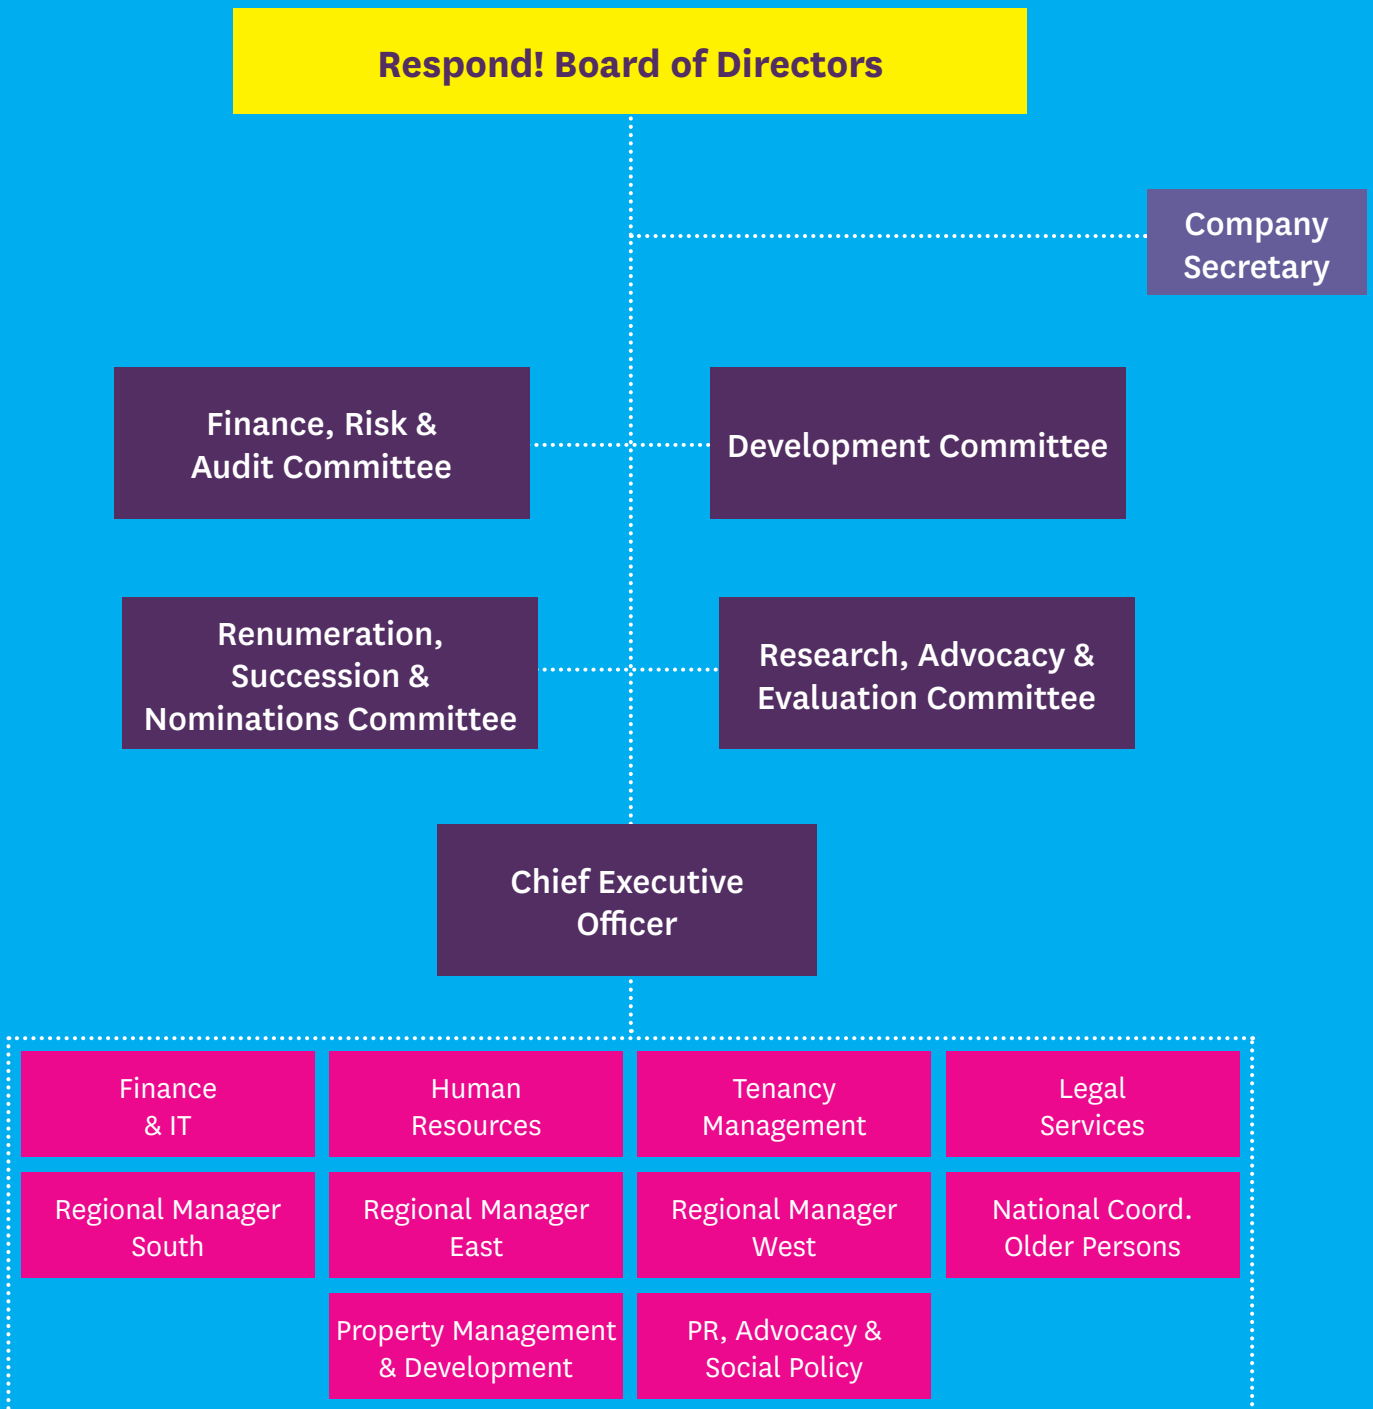 Respond! Board of Directors
Company
Secretary
Finance, Risk &
Audit Committee
Development Committee
Renumeration,
Succession &
Nominations Committee
Research, Advocacy &
Evaluation Committee
Chief Executive
Officer
Finance
& IT
Human
Resources
Tenancy
Management
Legal
Services
Regional Manager
South
Regional Manager
East
Regional Manager
West
National Coord.
Older Persons
Property Management
& Development
PR, Advocacy &
Social Policy